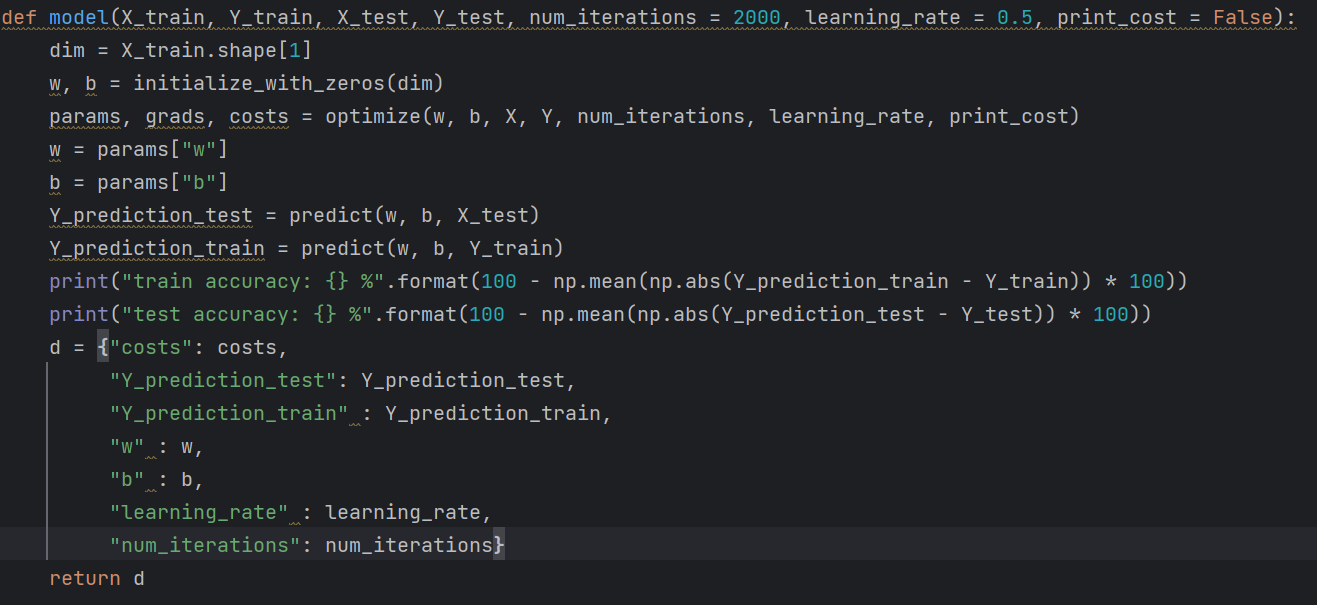 def model(X_train, Y_train, X_test, Y_test, num_iterations = 2000, learning_rate = 0.5, print_cost = False):
    dim = X_train.shape[1]
    w, b = initialize_with_zeros(dim)
    params, grads, costs = optimize(w, b, X, Y, num_iterations, learning_rate, print_cost)
    w = params["w"]
    b = params["b"]
    Y_prediction_test = predict(w, b, X_test)
    Y_prediction_train = predict(w, b, Y_train)
    print("train accuracy: {} %".format(100 - np.mean(np.abs(Y_prediction_train - Y_train)) * 100))
    print("test accuracy: {} %".format(100 - np.mean(np.abs(Y_prediction_test - Y_test)) * 100))
    d = {"costs": costs,
         "Y_prediction_test": Y_prediction_test,
         "Y_prediction_train" : Y_prediction_train,
         "w" : w,
         "b" : b,
         "learning_rate" : learning_rate,
         "num_iterations": num_iterations}
    return d